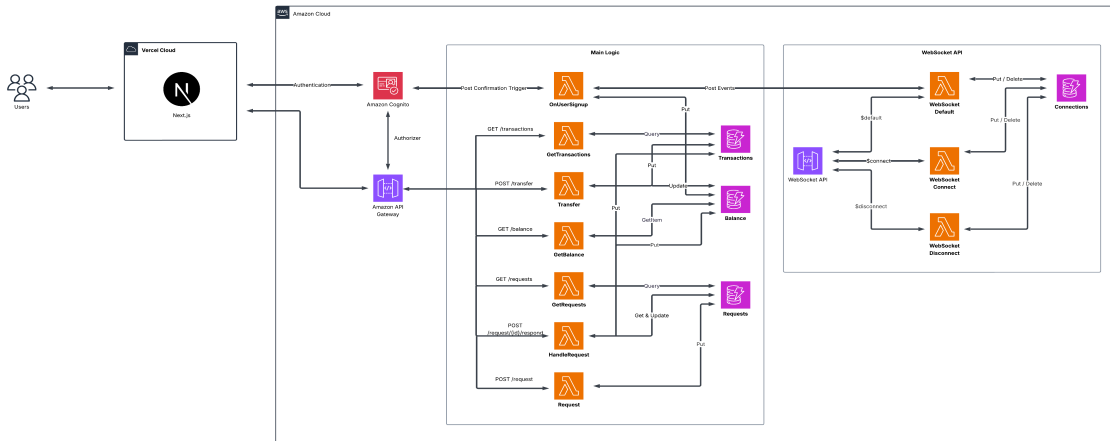 aws
Amazon Cloud
Vercel Cloud
Main Logic
WebSocket API
N
Users
Next.js
Authentication
Amazon Cognito
Post Confirmation Trigger
OnUserSignup
Post Events
WebSocket
Default
Put / Delete
Connections
Put
$default
Put / Delete
Authorizer
GET /transactions
GetTransactions
Query
Transactions
Put
WebSocket API
$connect
WebSocket
Connect
Amazon API
Gateway
POST /transfer
Transfer
Update
Put / Delete
Put
Balance
$disconnect
GetItem
GET /balance
GetBalance
Put
WebSocket
Disconnect
GET /requests
GetRequests
Query
Requests
Get & Update
POST
/request/{id}/respond
HandleRequest
Put
POST /request
Request